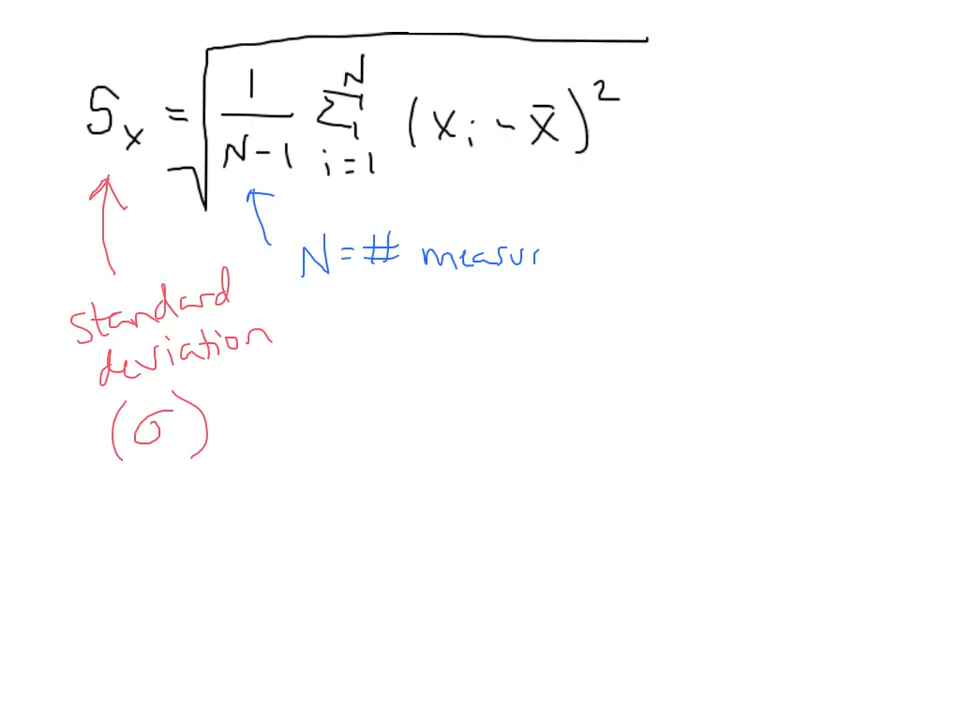 S_x = √(1/(N-1) Σ_{i=1}^{N} (x_i - x̄)²)
N = # measur
standard
deviation
(σ)